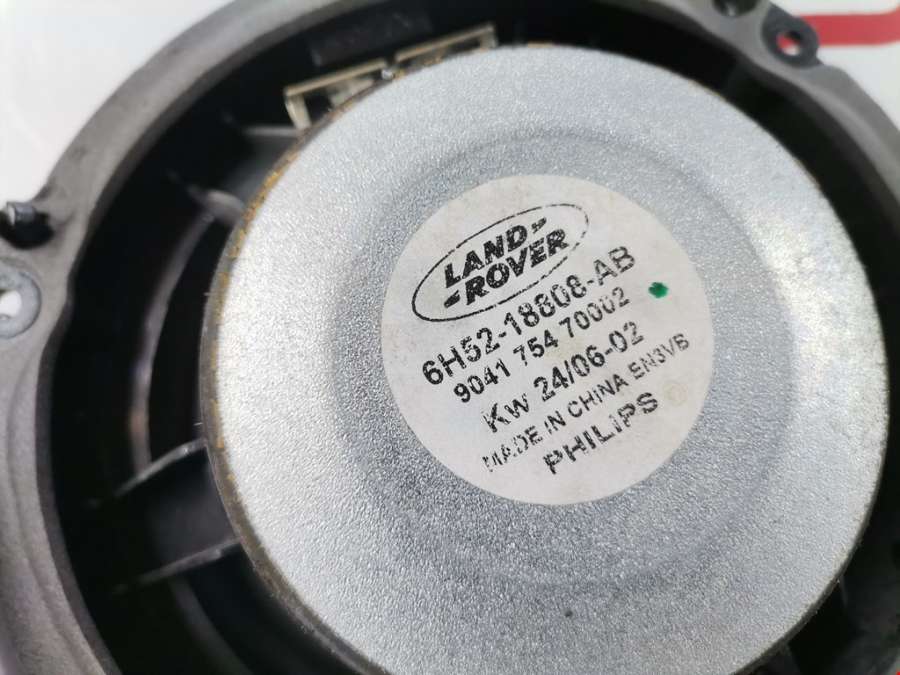 LAND-
-ROVER
6H52-18808-AB
9041 754 70002
Kw 24/06-02
MADE IN CHINA EN3VB
PHILIPS